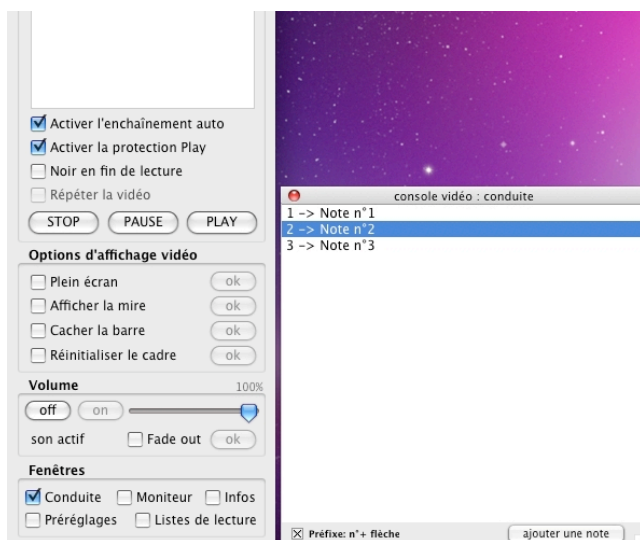 Activer l'enchaînement auto
Activer la protection Play
Noir en fin de lecture
Répéter la vidéo
STOP PAUSE PLAY
Options d'affichage vidéo
Plein écran ok
Afficher la mire ok
Cacher la barre ok
Réinitialiser le cadre ok
Volume 100%
off on
son actif Fade out ok
Fenêtres
Conduite Moniteur Infos
Préréglages Listes de lecture
console vidéo : conduite
1 -> Note n°1
2 -> Note n°2
3 -> Note n°3
Préfixe: n°+ flèche ajouter une note